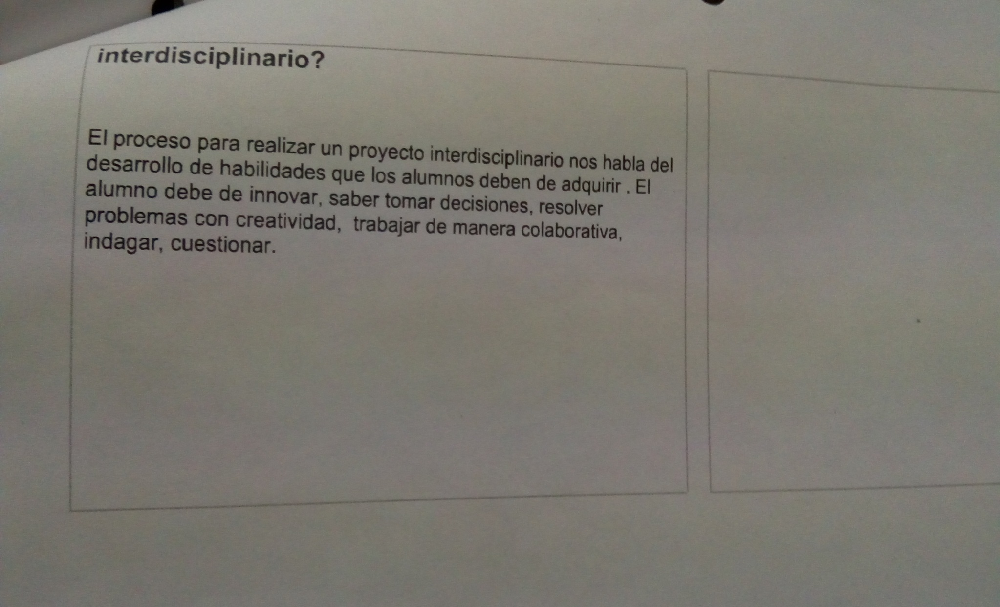 interdisciplinario?
El proceso para realizar un proyecto interdisciplinario nos habla del
desarrollo de habilidades que los alumnos deben de adquirir . El
alumno debe de innovar, saber tomar decisiones, resolver
problemas con creatividad,  trabajar de manera colaborativa,
indagar, cuestionar.